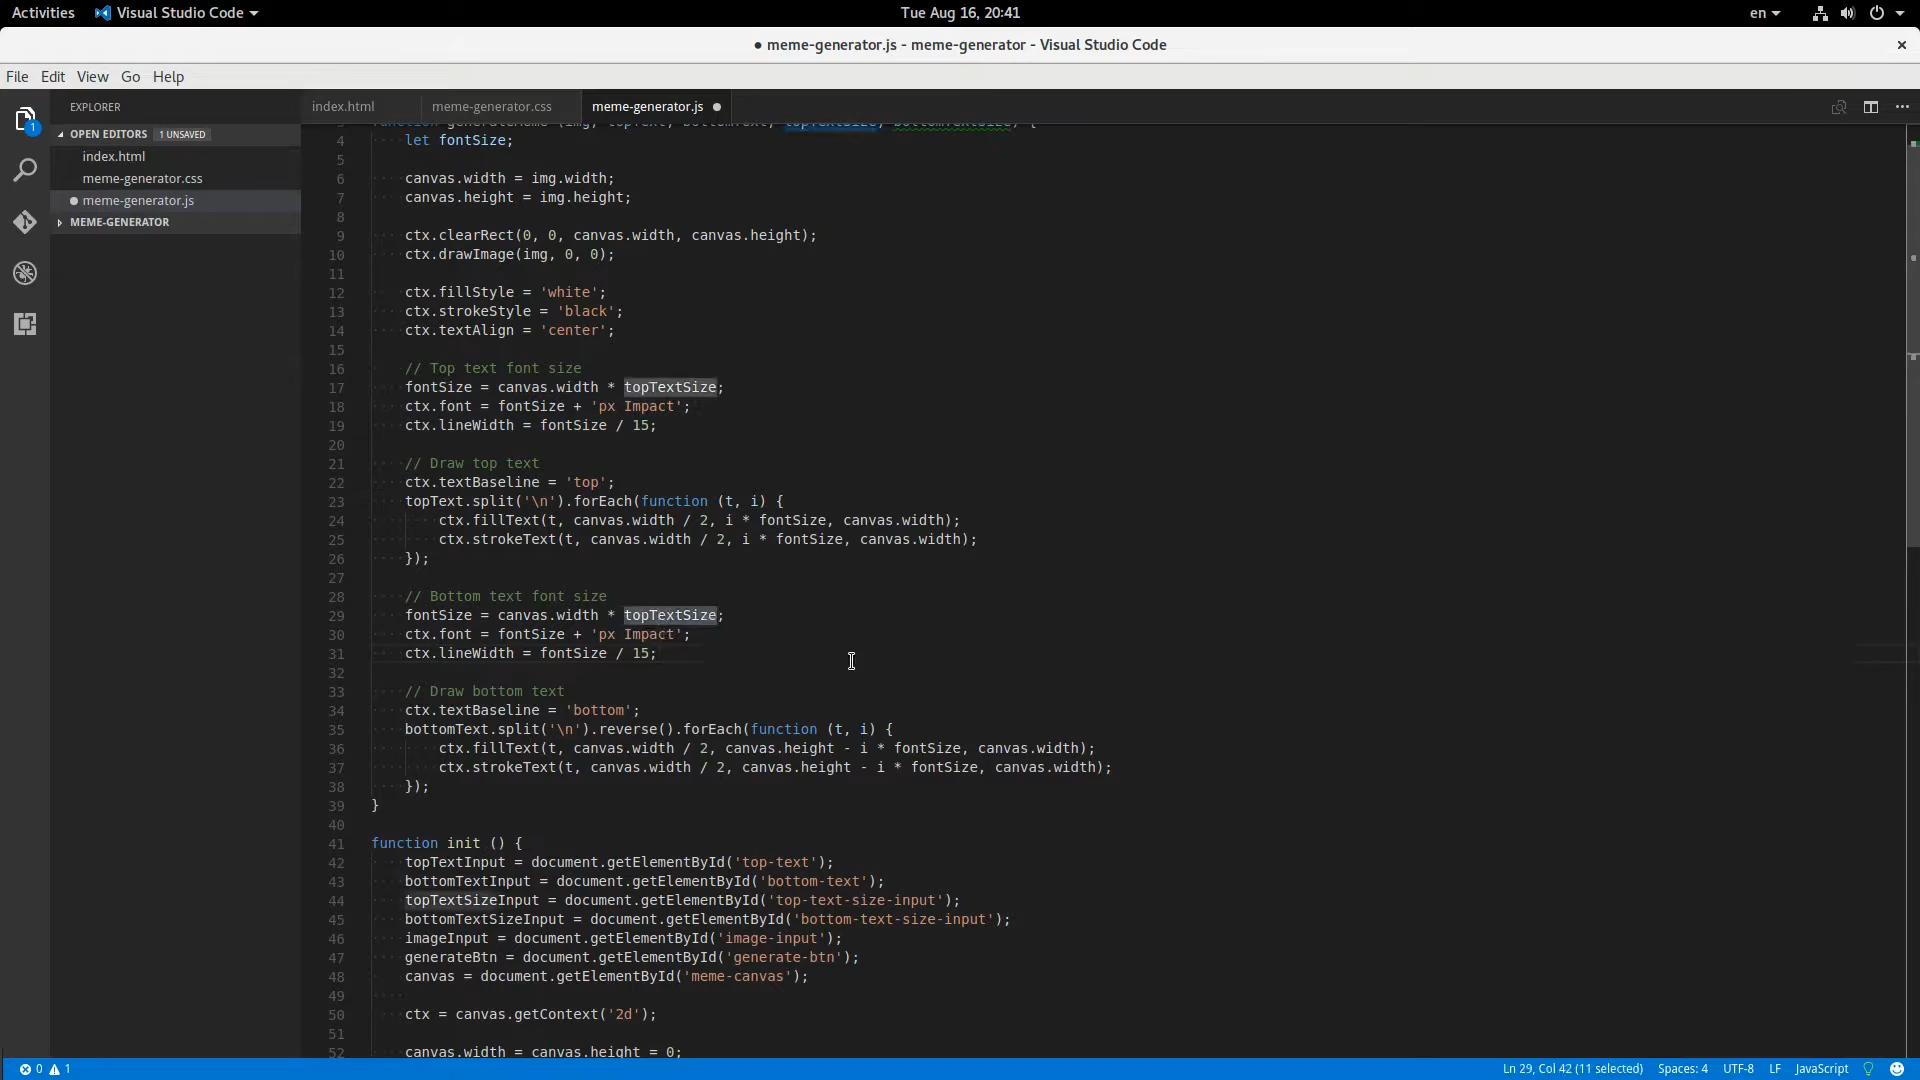 Activities
Visual Studio Code
Tue Aug 16, 20:41
en
● meme-generator.js - meme-generator - Visual Studio Code
File Edit View Go Help
EXPLORER
index.html
meme-generator.css
meme-generator.js
OPEN EDITORS 1 UNSAVED
index.html
meme-generator.css
meme-generator.js
MEME-GENERATOR
1
4 let fontSize;
5
6 canvas.width = img.width;
7 canvas.height = img.height;
8
9 ctx.clearRect(0, 0, canvas.width, canvas.height);
10 ctx.drawImage(img, 0, 0);
11
12 ctx.fillStyle = 'white';
13 ctx.strokeStyle = 'black';
14 ctx.textAlign = 'center';
15
16 // Top text font size
17 fontSize = canvas.width * topTextSize;
18 ctx.font = fontSize + 'px Impact';
19 ctx.lineWidth = fontSize / 15;
20
21 // Draw top text
22 ctx.textBaseline = 'top';
23 topText.split('\n').forEach(function (t, i) {
24 ctx.fillText(t, canvas.width / 2, i * fontSize, canvas.width);
25 ctx.strokeText(t, canvas.width / 2, i * fontSize, canvas.width);
26 });
27
28 // Bottom text font size
29 fontSize = canvas.width * topTextSize;
30 ctx.font = fontSize + 'px Impact';
31 ctx.lineWidth = fontSize / 15;
32
33 // Draw bottom text
34 ctx.textBaseline = 'bottom';
35 bottomText.split('\n').reverse().forEach(function (t, i) {
36 ctx.fillText(t, canvas.width / 2, canvas.height - i * fontSize, canvas.width);
37 ctx.strokeText(t, canvas.width / 2, canvas.height - i * fontSize, canvas.width);
38 });
39 }
40
41 function init () {
42 topTextInput = document.getElementById('top-text');
43 bottomTextInput = document.getElementById('bottom-text');
44 topTextSizeInput = document.getElementById('top-text-size-input');
45 bottomTextSizeInput = document.getElementById('bottom-text-size-input');
46 imageInput = document.getElementById('image-input');
47 generateBtn = document.getElementById('generate-btn');
48 canvas = document.getElementById('meme-canvas');
49
50 ctx = canvas.getContext('2d');
51
52 canvas.width = canvas.height = 0;
0 1
Ln 29, Col 42 (11 selected) Spaces: 4 UTF-8 LF JavaScript